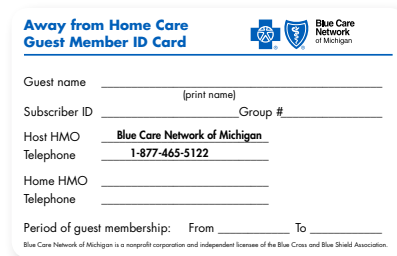 Away from Home Care
Guest Member ID Card
Blue Care
Network
of Michigan
Guest name
(print name)
Subscriber ID Group #
Host HMO Blue Care Network of Michigan
Telephone 1-877-465-5122
Home HMO
Telephone
Period of guest membership: From To
Blue Care Network of Michigan is a nonprofit corporation and independent licensee of the Blue Cross and Blue Shield Association.